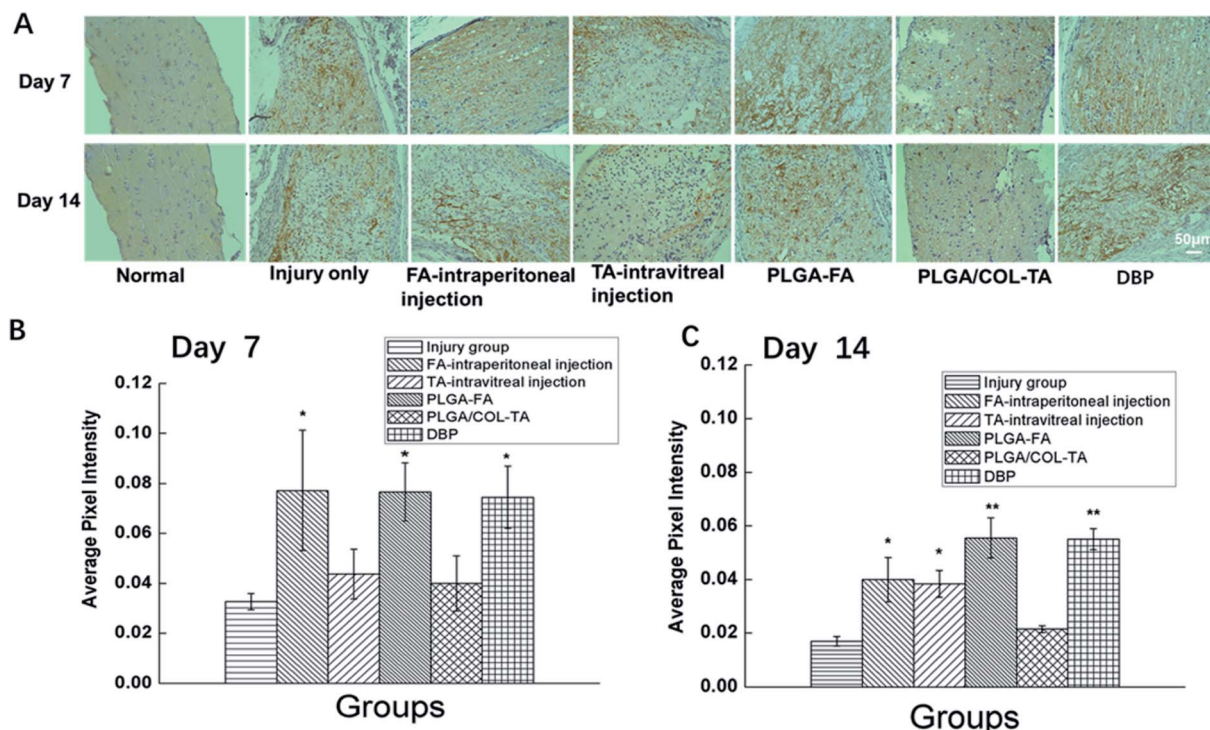 A
Day 7
Day 14
50μm
Normal
Injury only
FA-intraperitoneal
injection
TA-intravitreal
injection
PLGA-FA
PLGA/COL-TA
DBP
B
Day 7
Injury group
FA-intraperitoneal injection
TA-intravitreal injection
PLGA-FA
PLGA/COL-TA
DBP
Average Pixel Intensity
0.12
0.10
0.08
0.06
0.04
0.02
0.00
*
*
*
Groups
C
Day 14
Injury group
FA-intraperitoneal injection
TA-intravitreal injection
PLGA-FA
PLGA/COL-TA
DBP
Average Pixel Intensity
0.12
0.10
0.08
0.06
0.04
0.02
0.00
*
*
**
**
Groups